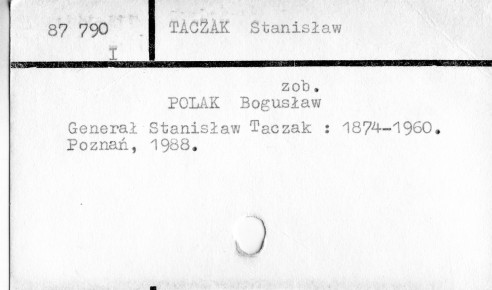 87 790
I
TACZAK Stanisław
zob.
POLAK Bogusław
Generał Stanisław Taczak : 1874-1960.
Poznań, 1988.